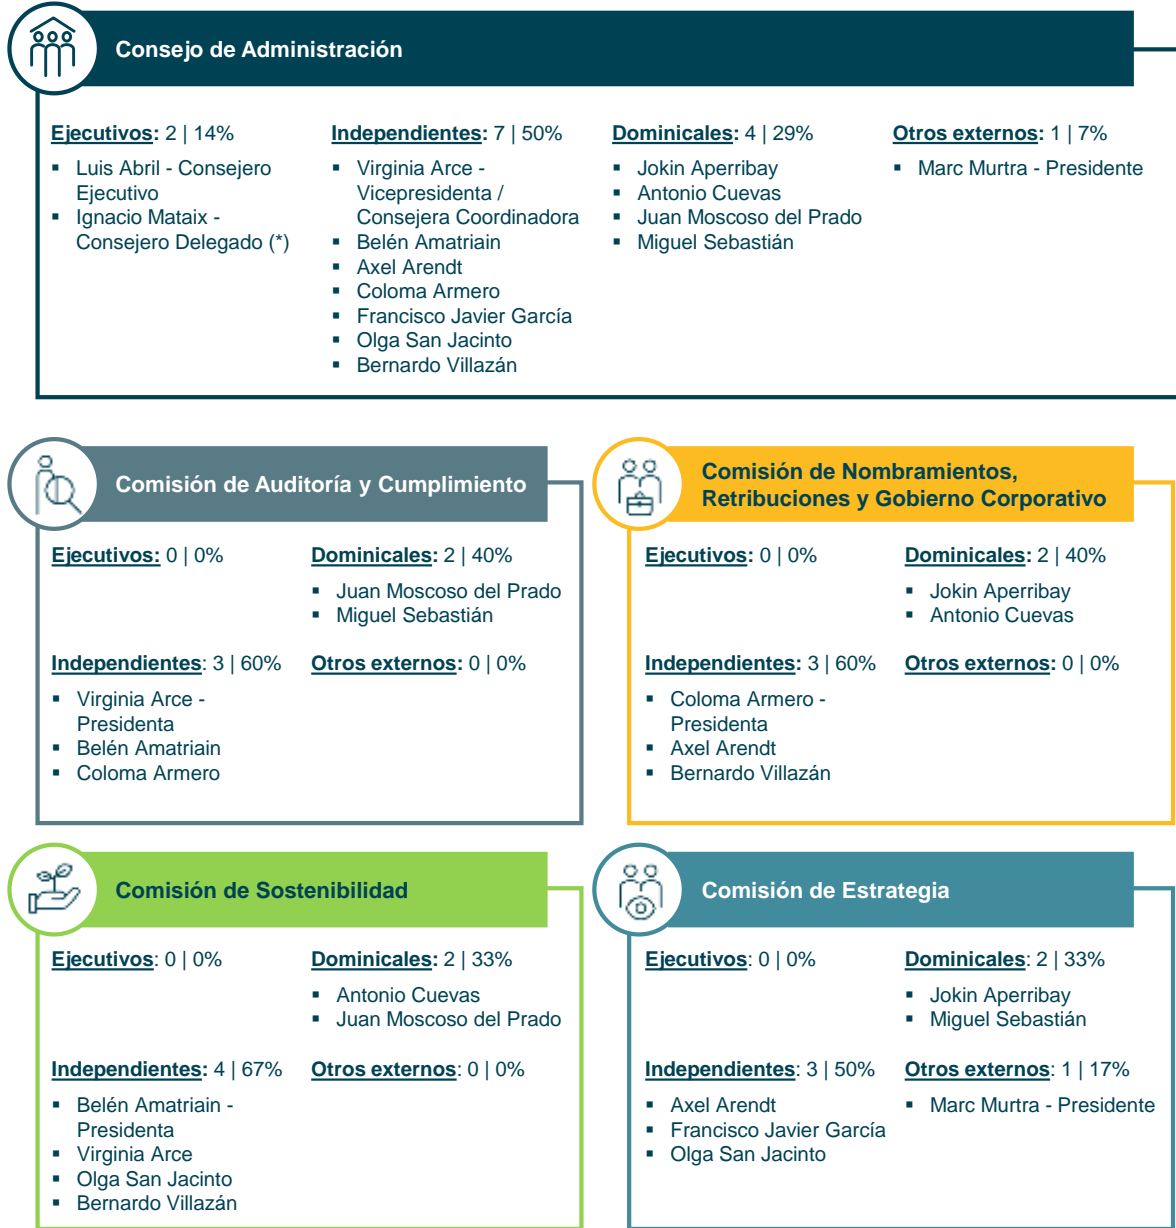 Consejo de Administración
Ejecutivos: 2 | 14%
▪ Luis Abril - Consejero
Ejecutivo
▪ Ignacio Mataix -
Consejero Delegado (*)
Independientes: 7 | 50%
▪ Virginia Arce -
Vicepresidenta /
Consejera Coordinadora
▪ Belén Amatriain
▪ Axel Arendt
▪ Coloma Armero
▪ Francisco Javier García
▪ Olga San Jacinto
▪ Bernardo Villazán
Dominicales: 4 | 29%
▪ Jokin Aperribay
▪ Antonio Cuevas
▪ Juan Moscoso del Prado
▪ Miguel Sebastián
Otros externos: 1 | 7%
▪ Marc Murtra - Presidente
Comisión de Auditoría y Cumplimiento
Ejecutivos: 0 | 0%
Dominicales: 2 | 40%
▪ Juan Moscoso del Prado
▪ Miguel Sebastián
Independientes: 3 | 60%
▪ Virginia Arce -
Presidenta
▪ Belén Amatriain
▪ Coloma Armero
Otros externos: 0 | 0%
Comisión de Nombramientos,
Retribuciones y Gobierno Corporativo
Ejecutivos: 0 | 0%
Dominicales: 2 | 40%
▪ Jokin Aperribay
▪ Antonio Cuevas
Independientes: 3 | 60%
▪ Coloma Armero -
Presidenta
▪ Axel Arendt
▪ Bernardo Villazán
Otros externos: 0 | 0%
Comisión de Sostenibilidad
Ejecutivos: 0 | 0%
Dominicales: 2 | 33%
▪ Antonio Cuevas
▪ Juan Moscoso del Prado
Independientes: 4 | 67%
▪ Belén Amatriain -
Presidenta
▪ Virginia Arce
▪ Olga San Jacinto
▪ Bernardo Villazán
Otros externos: 0 | 0%
Comisión de Estrategia
Ejecutivos: 0 | 0%
Dominicales: 2 | 33%
▪ Jokin Aperribay
▪ Miguel Sebastián
Independientes: 3 | 50%
▪ Axel Arendt
▪ Francisco Javier García
▪ Olga San Jacinto
Otros externos: 1 | 17%
▪ Marc Murtra - Presidente